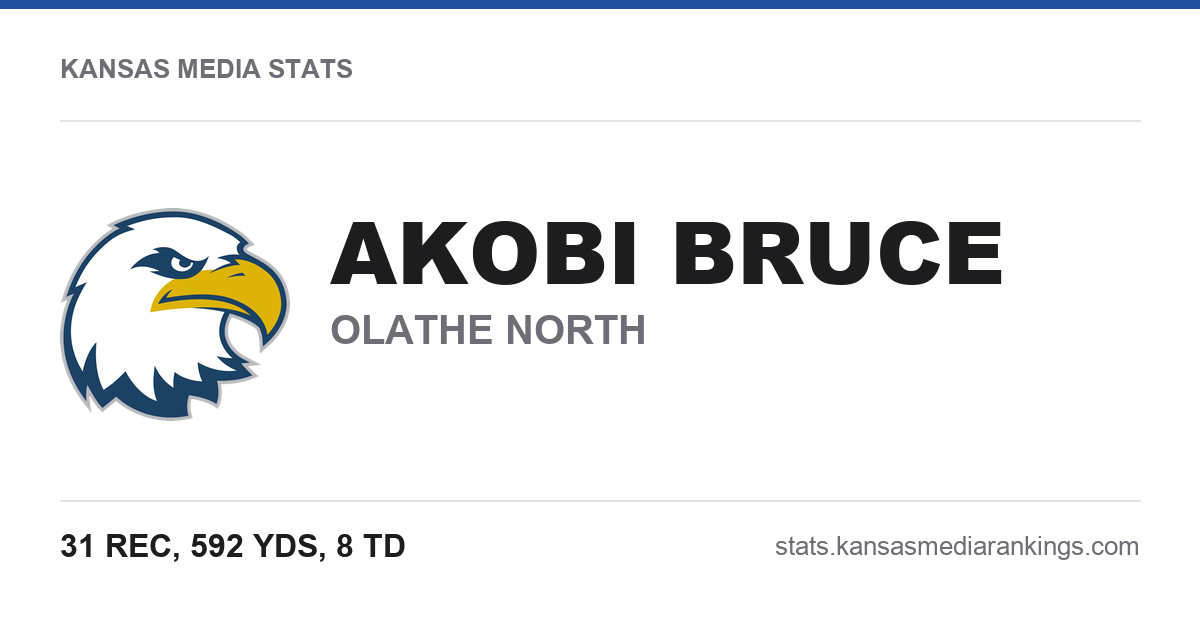 KANSAS MEDIA STATS
AKOBI BRUCE
OLATHE NORTH
31 REC, 592 YDS, 8 TD
stats.kansasmediarankings.com